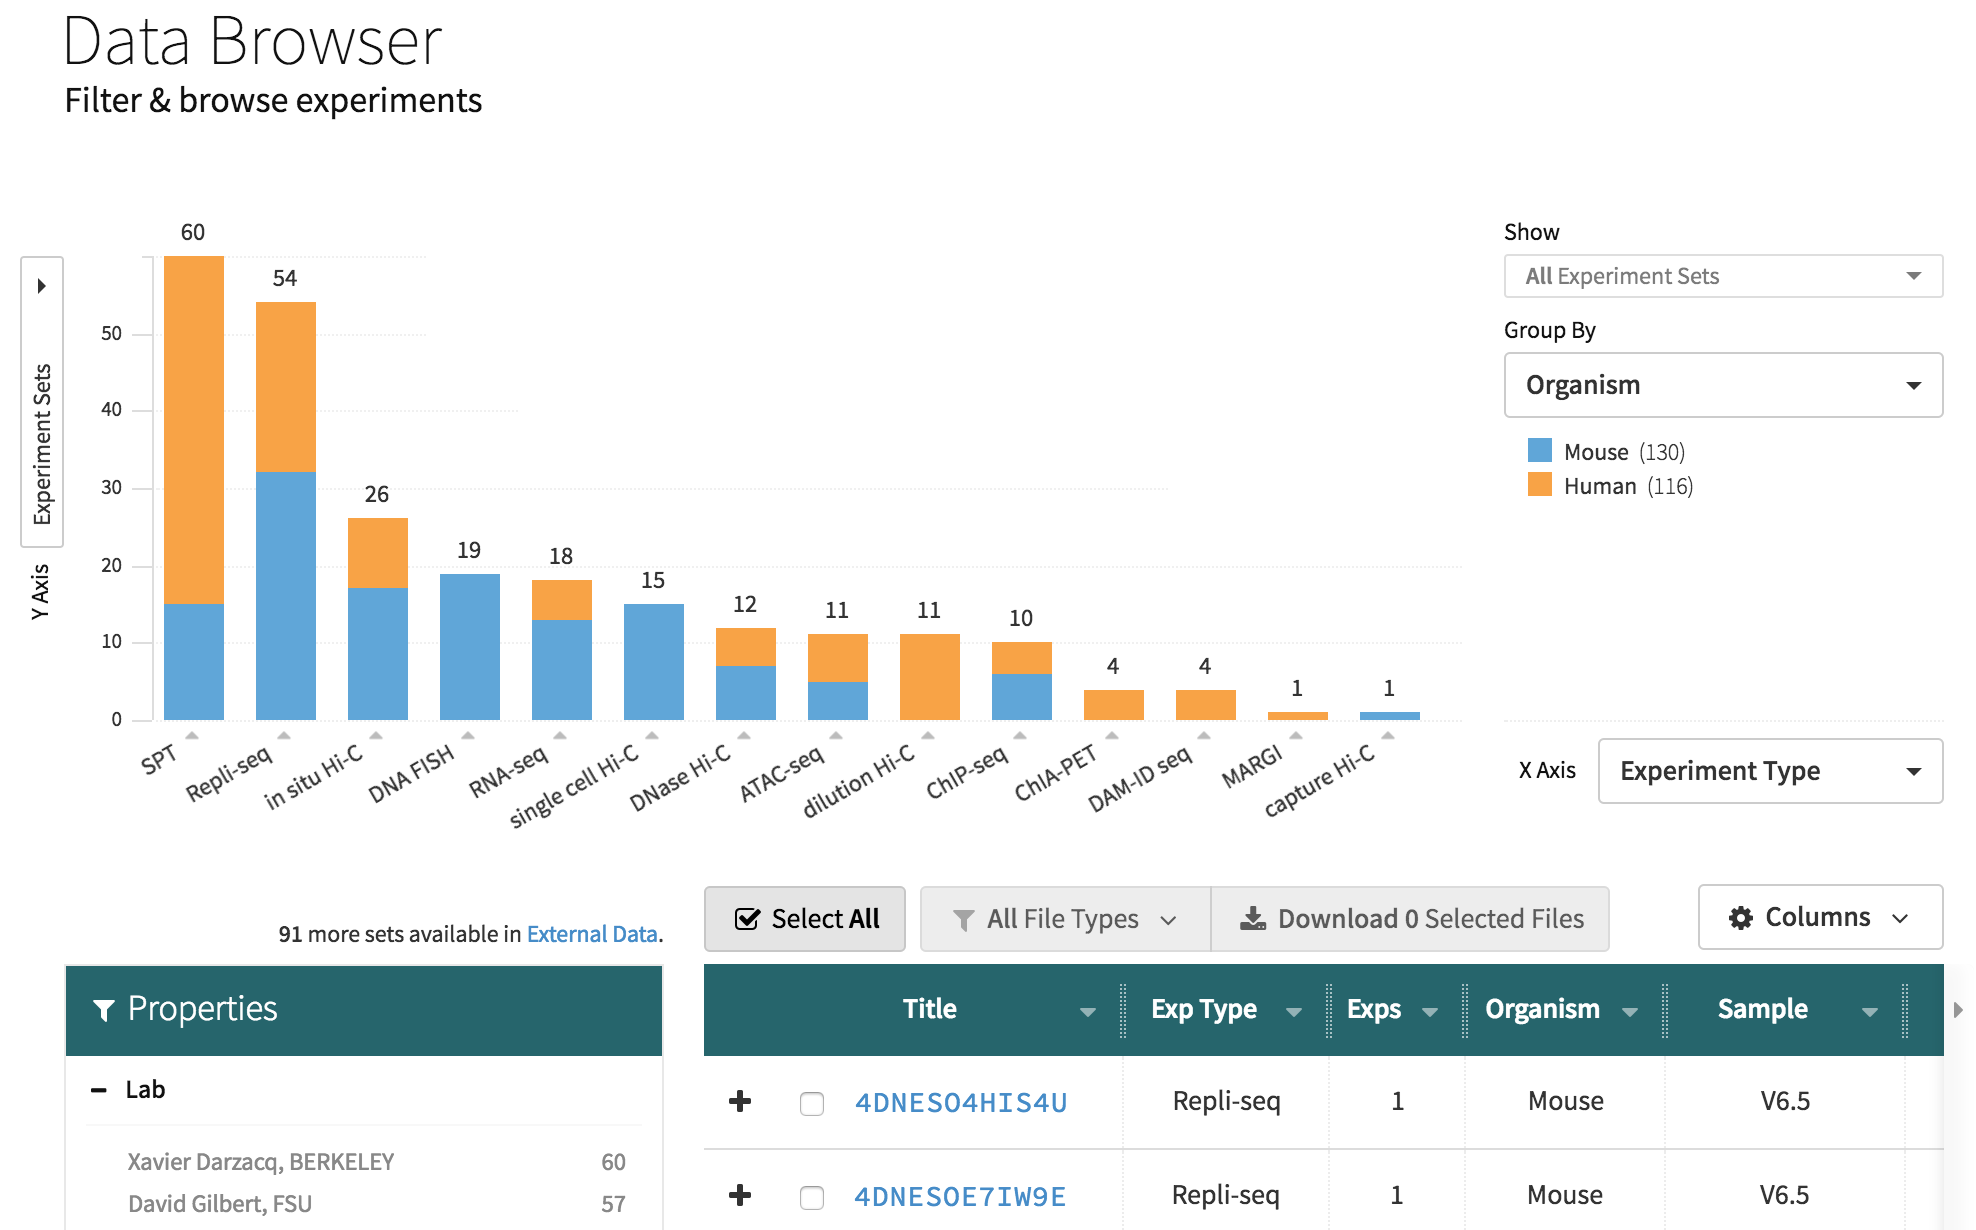 Data Browser
Filter & browse experiments
60
54
26
19
18
15
12
11
11
10
4
4
1
1
50
40
30
20
10
0
Experiment Sets
Y Axis
SPT
Repli-seq
in situ Hi-C
DNA FISH
RNA-seq
single cell Hi-C
DNase Hi-C
ATAC-seq
dilution Hi-C
ChIP-seq
ChIA-PET
DAM-ID seq
MARGI
capture Hi-C
Show
All Experiment Sets
Group By
Organism
Mouse (130)
Human (116)
X Axis Experiment Type
91 more sets available in External Data.
Select All All File Types Download 0 Selected Files Columns
Properties
Lab
Xavier Darzacq, BERKELEY 60
David Gilbert, FSU 57
Title Exp Type Exps Organism Sample
4DNESO4HIS4U Repli-seq 1 Mouse V6.5
4DNESOE7IW9E Repli-seq 1 Mouse V6.5